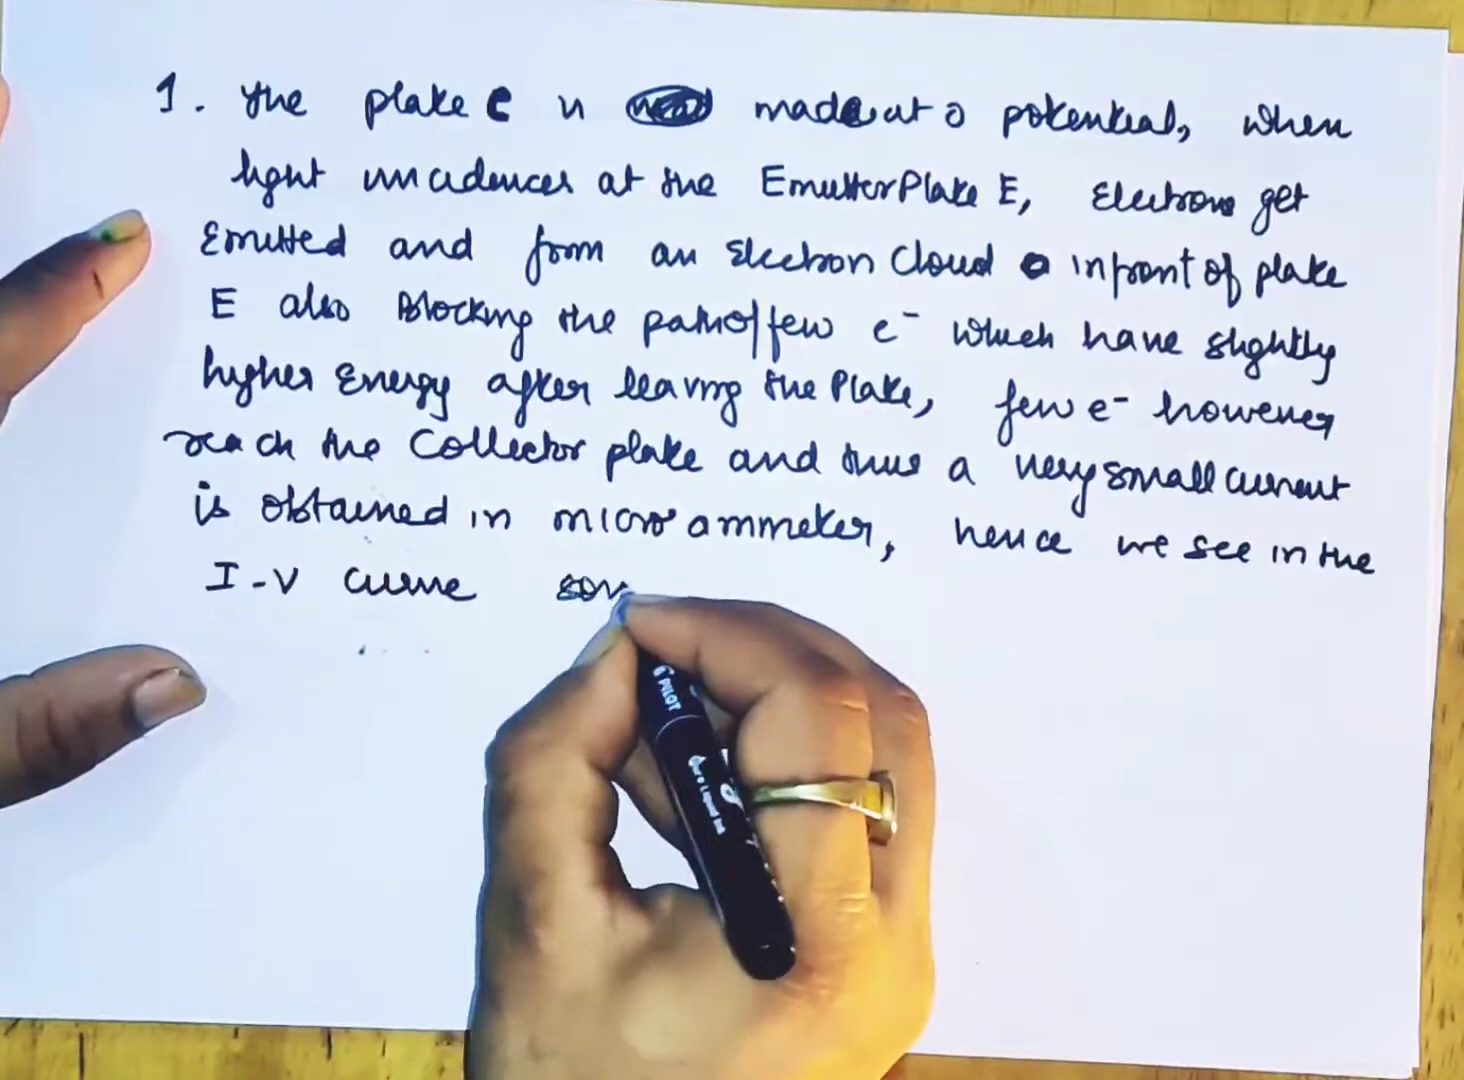 1. The plate C is made at 0 potential, when
light incidences at the Emitter Plate E, Electrons get
Emitted and form an Electron Cloud infront of plate
E also Blocking the path of few e⁻ which have slightly
higher Energy after leaving the Plate, few e⁻ however
reach the Collector plate and thus a very small current
is obtained in micro ammeter, hence we see in the
I-V curve som
PILOT